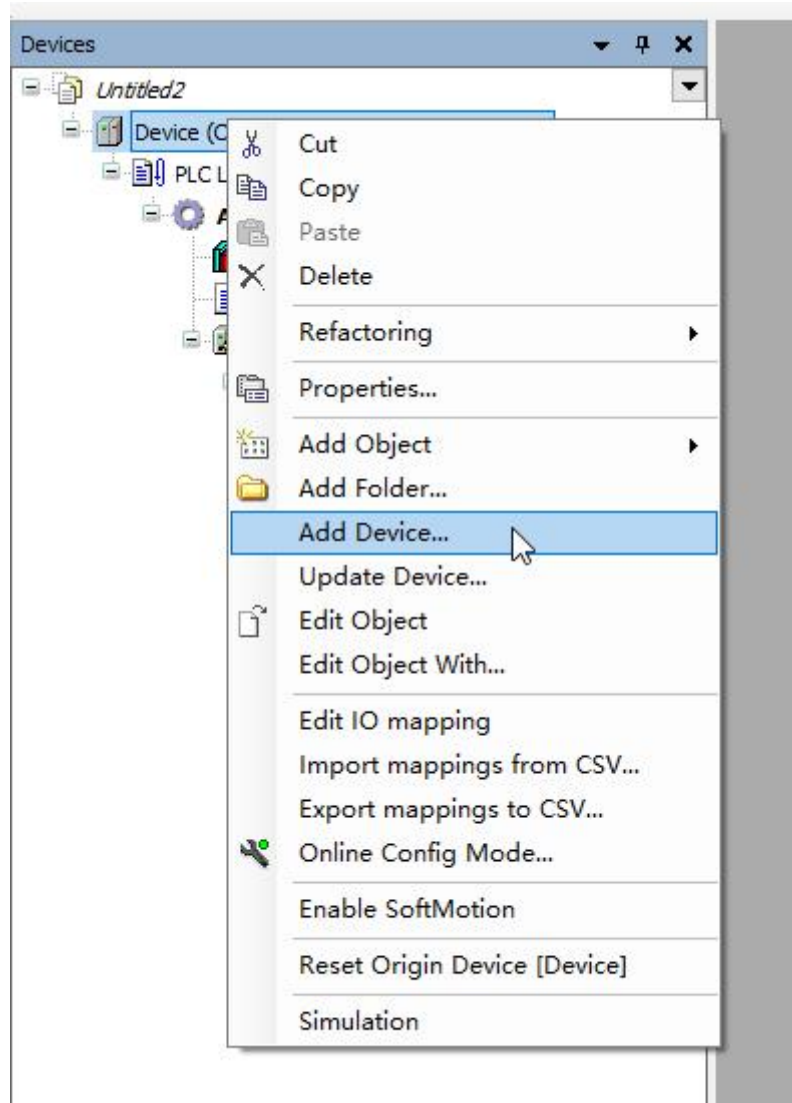 Devices
Untitled2
Device (C
PLC L
A
Cut
Copy
Paste
Delete
Refactoring
Properties...
Add Object
Add Folder...
Add Device...
Update Device...
Edit Object
Edit Object With...
Edit IO mapping
Import mappings from CSV...
Export mappings to CSV...
Online Config Mode...
Enable SoftMotion
Reset Origin Device [Device]
Simulation